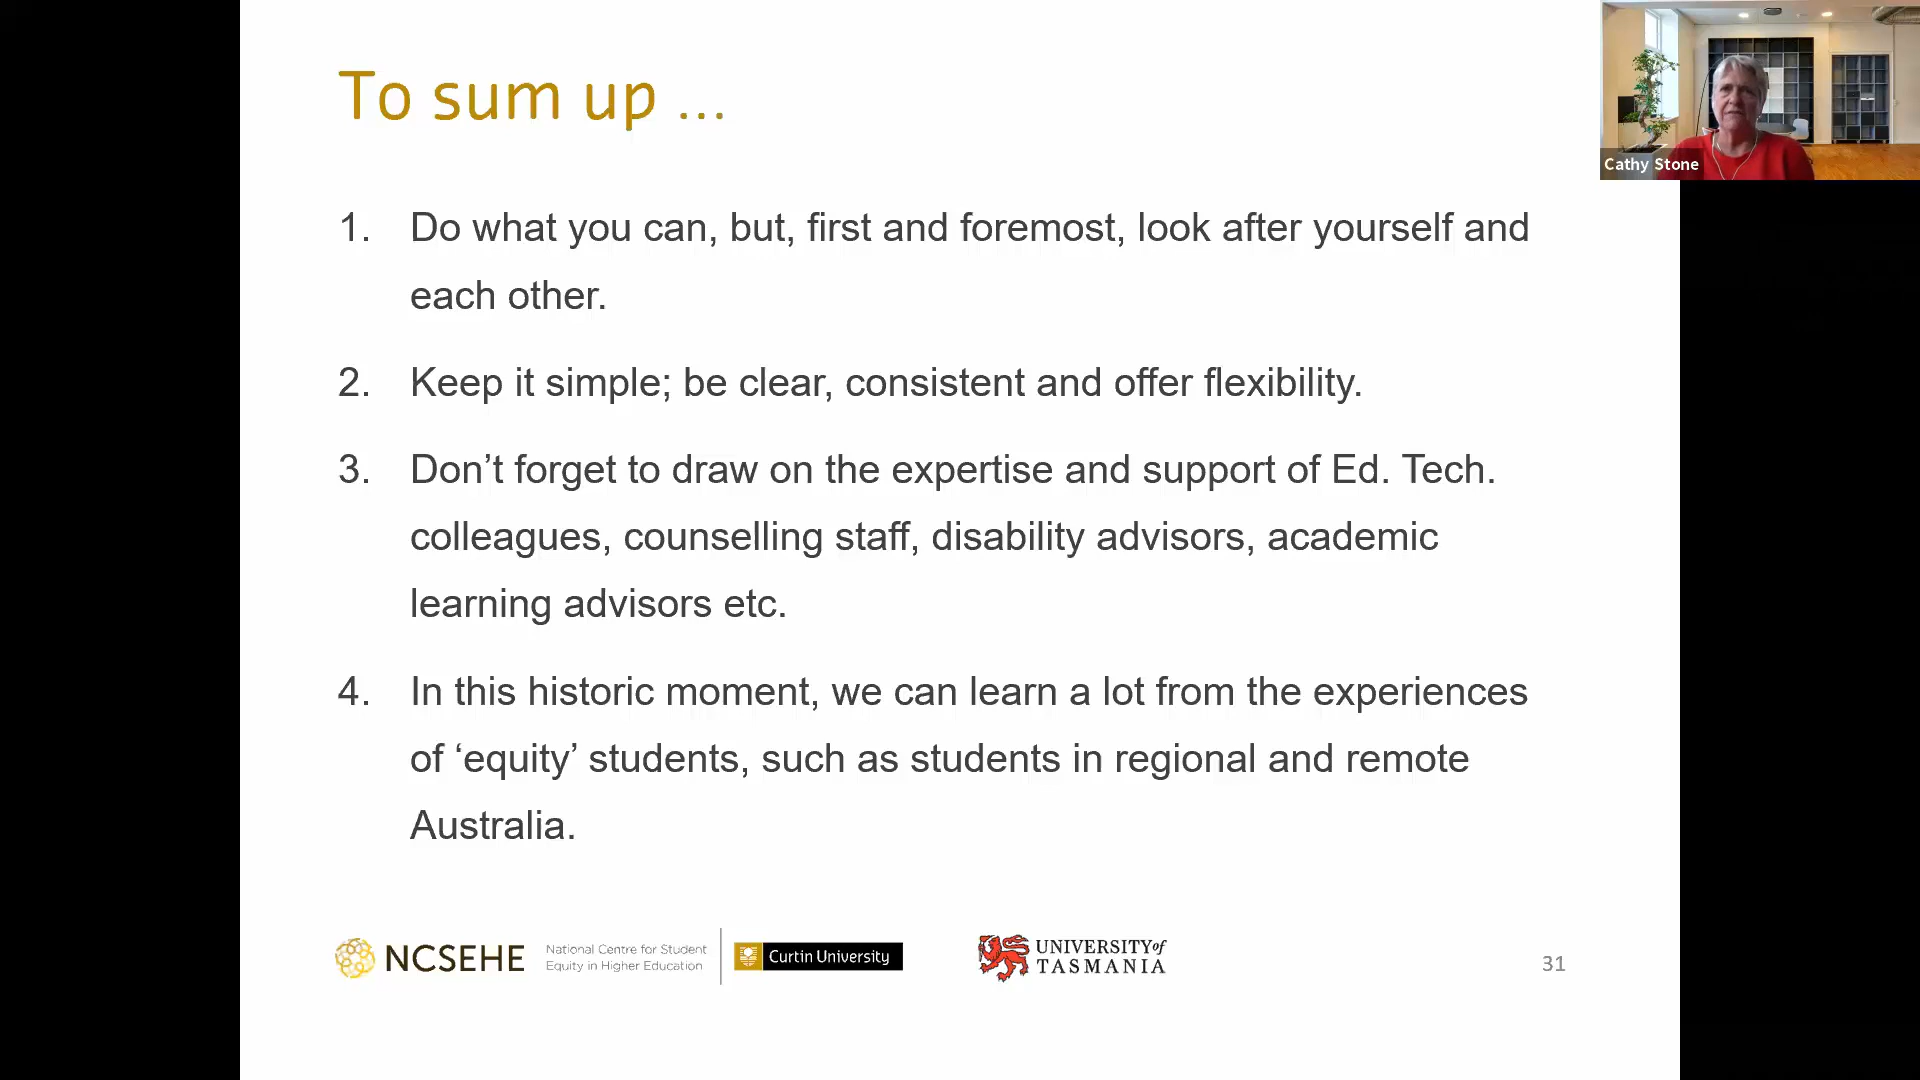 To sum up ...
Cathy Stone
1. Do what you can, but, first and foremost, look after yourself and
each other.
2. Keep it simple; be clear, consistent and offer flexibility.
3. Don’t forget to draw on the expertise and support of Ed. Tech.
colleagues, counselling staff, disability advisors, academic
learning advisors etc.
4. In this historic moment, we can learn a lot from the experiences
of ‘equity’ students, such as students in regional and remote
Australia.
NCSEHE
National Centre for Student
Equity in Higher Education
Curtin University
UNIVERSITY of
TASMANIA
31